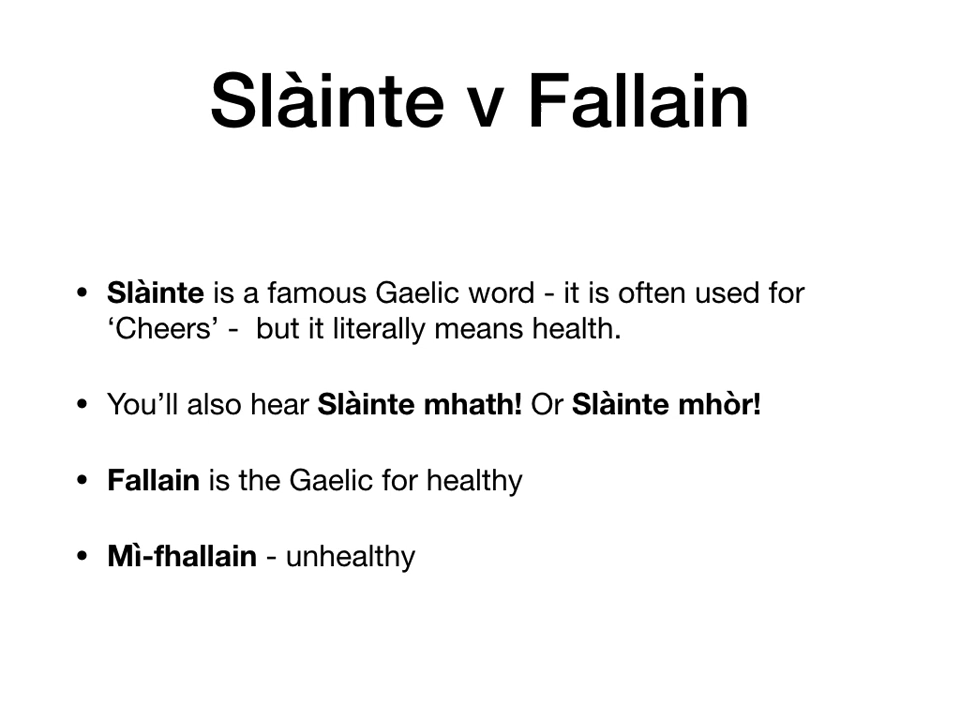 Slàinte v Fallain
• Slàinte is a famous Gaelic word - it is often used for
‘Cheers’ -  but it literally means health.
• You’ll also hear Slàinte mhath! Or Slàinte mhòr!
• Fallain is the Gaelic for healthy
• Mì-fhallain - unhealthy